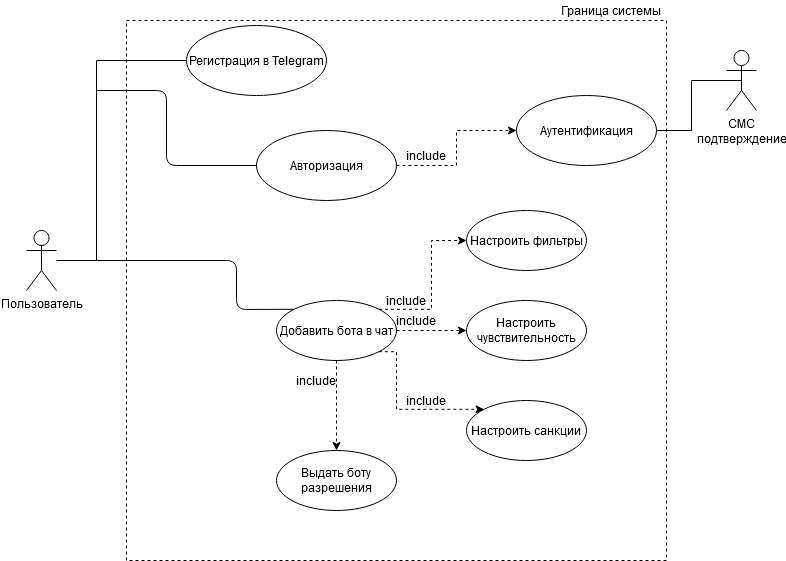 Граница системы
Регистрация в Telegram
СМС
подтверждение
Аутентификация
include
Авторизация
Настроить фильтры
Пользователь
include
include
Добавить бота в чат
Настроить
чувствительность
include
include
Настроить санкции
Выдать боту
разрешения